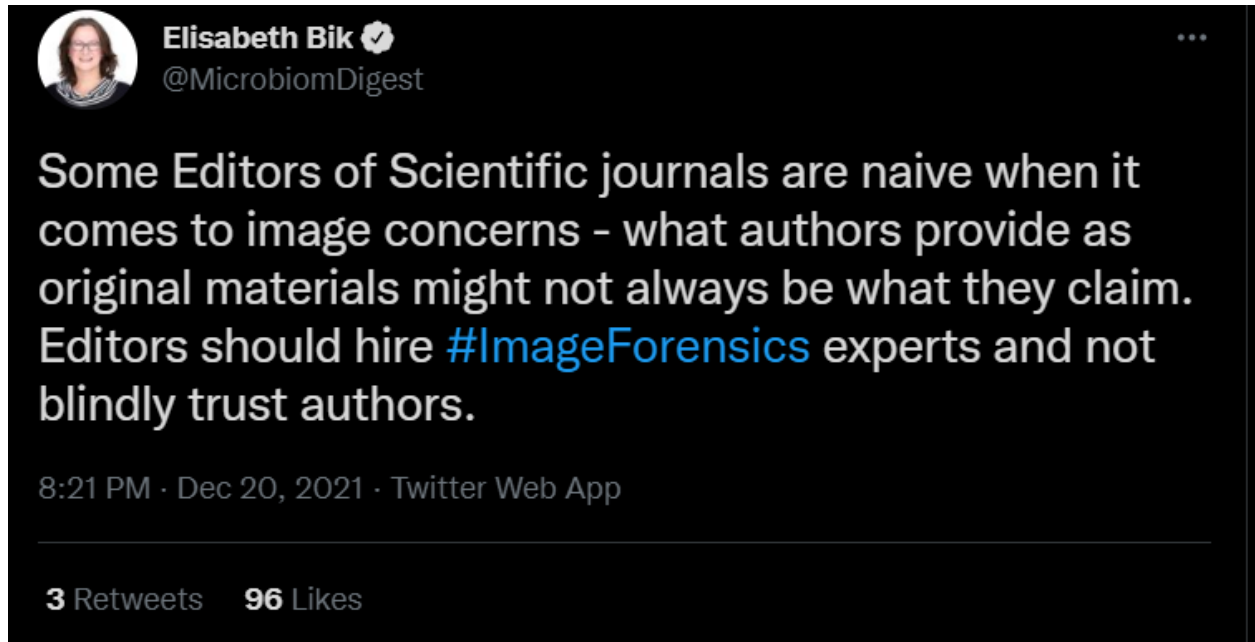 Elisabeth Bik
@MicrobiomDigest
Some Editors of Scientific journals are naive when it
comes to image concerns - what authors provide as
original materials might not always be what they claim.
Editors should hire #ImageForensics experts and not
blindly trust authors.
8:21 PM · Dec 20, 2021 · Twitter Web App
3 Retweets 96 Likes